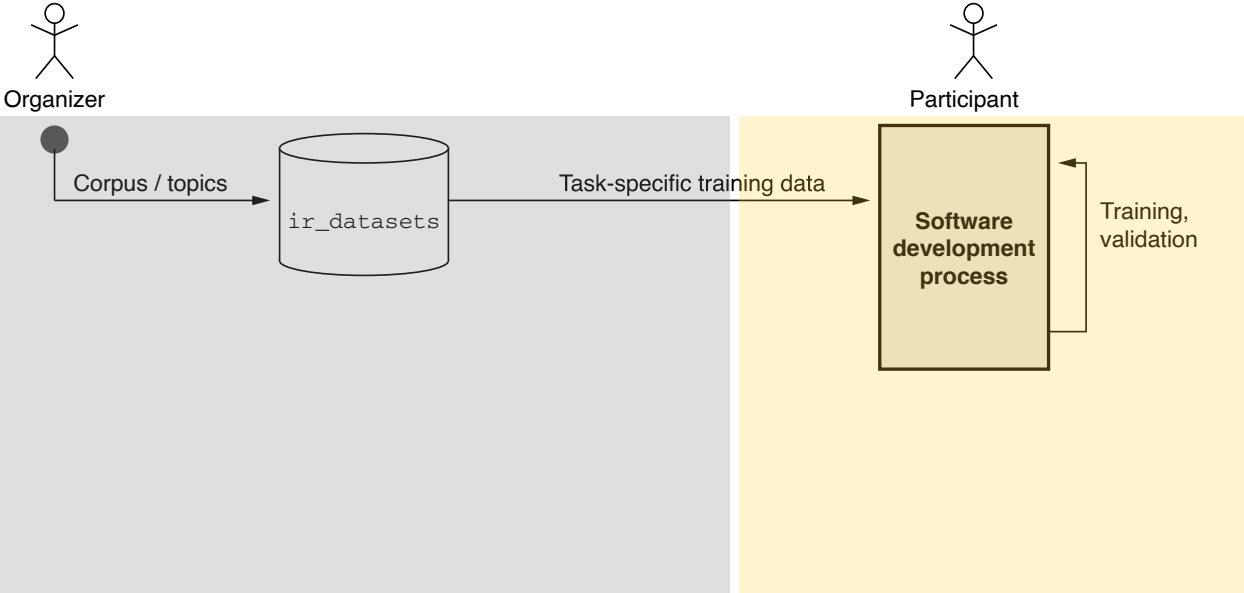 Organizer
Participant
Corpus / topics
Task-specific training data
ir_datasets
Software
development
process
Training,
validation